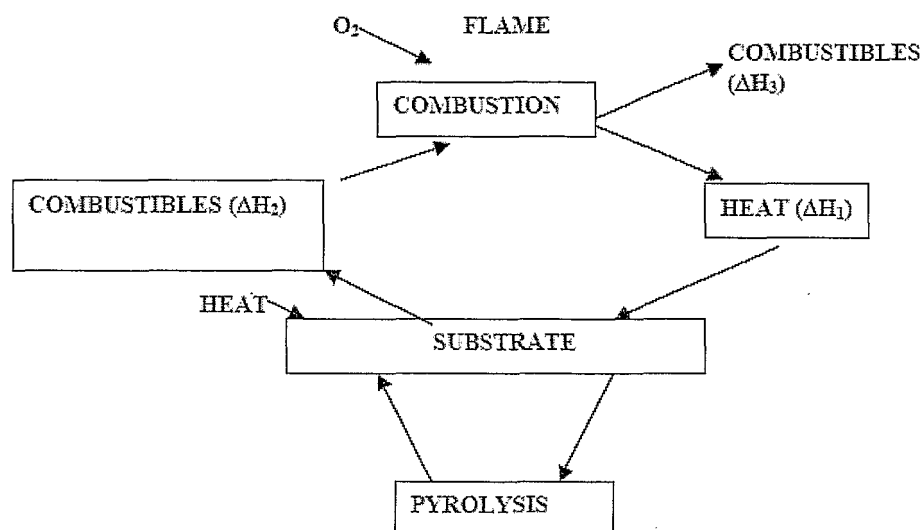 O₂
FLAME
COMBUSTIBLES
(ΔH₃)
COMBUSTION
COMBUSTIBLES (ΔH₂)
HEAT (ΔH₁)
HEAT
SUBSTRATE
PYROLYSIS